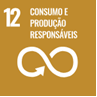 12 CONSUMO E
PRODUÇÃO
RESPONSÁVEIS